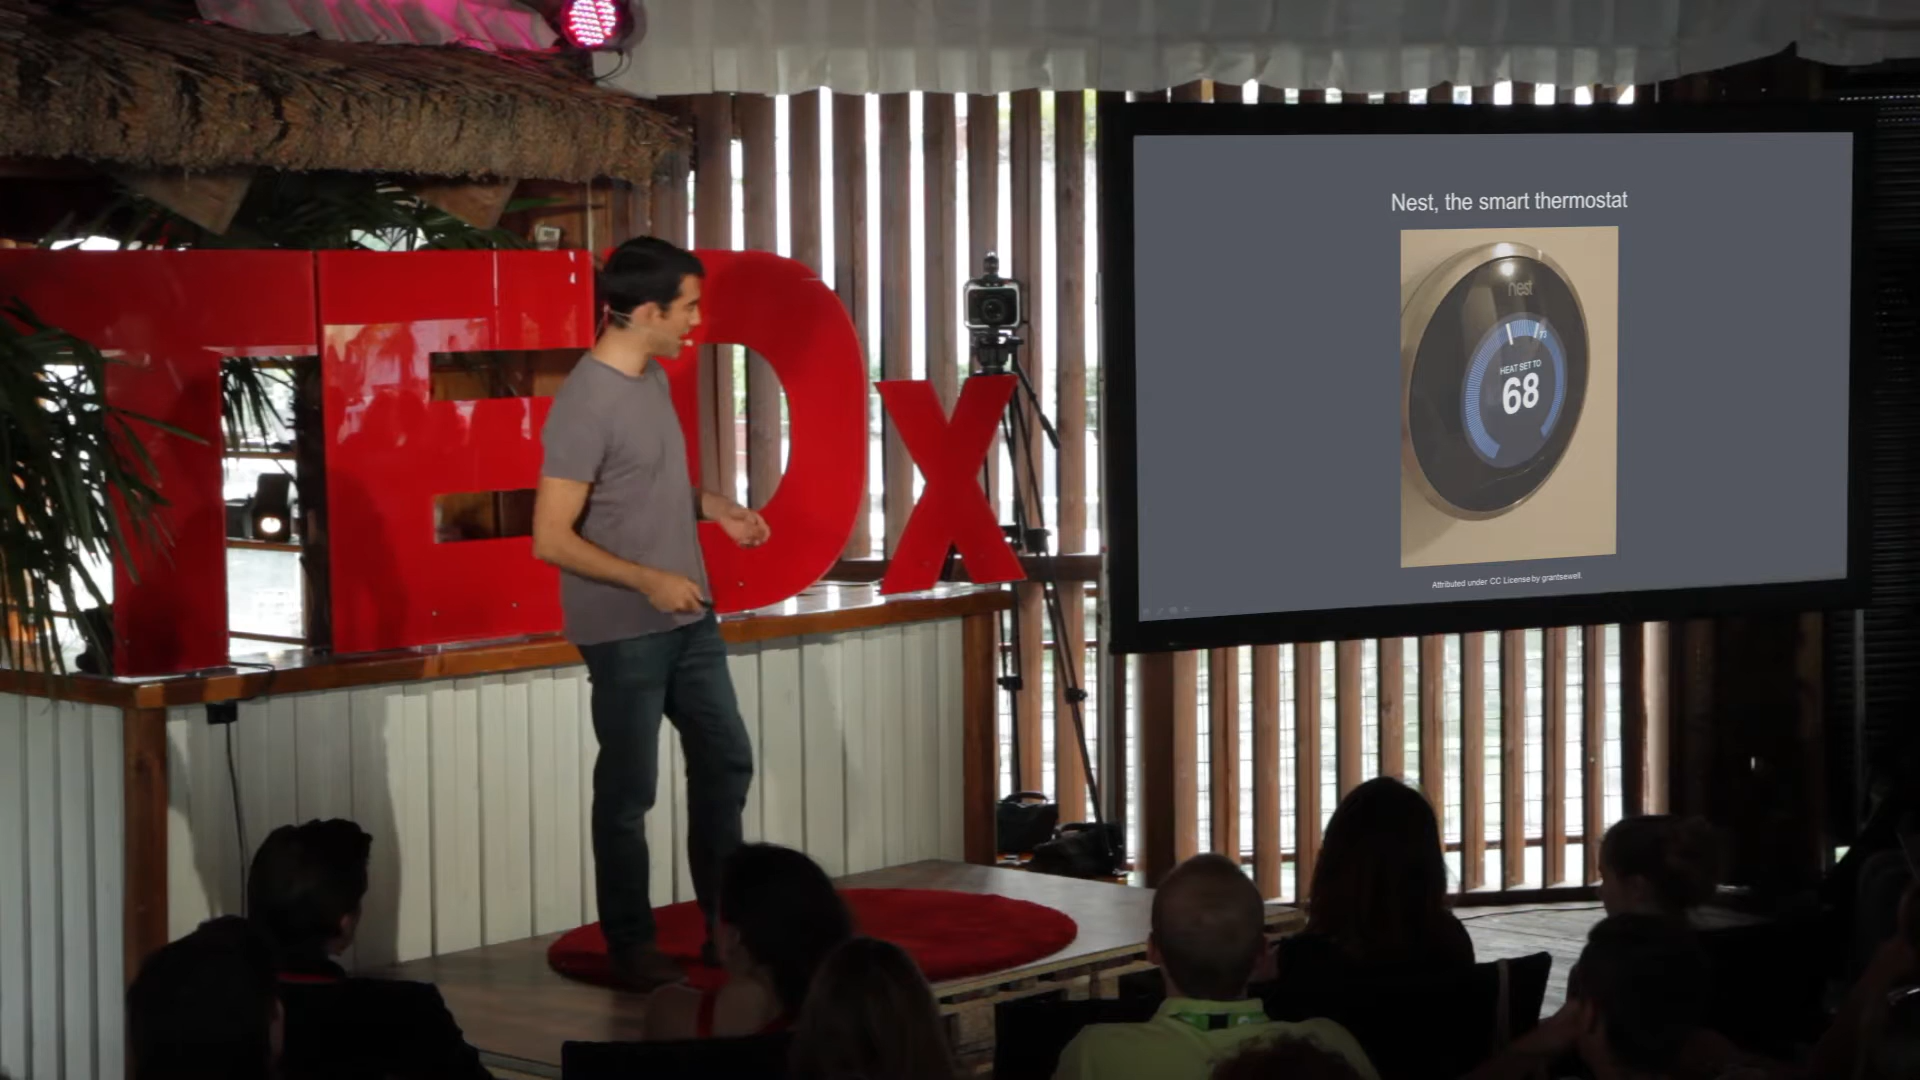 TEDx
Nest, the smart thermostat
nest
HEAT SET TO
68
Attributed under CC License by grantsewell